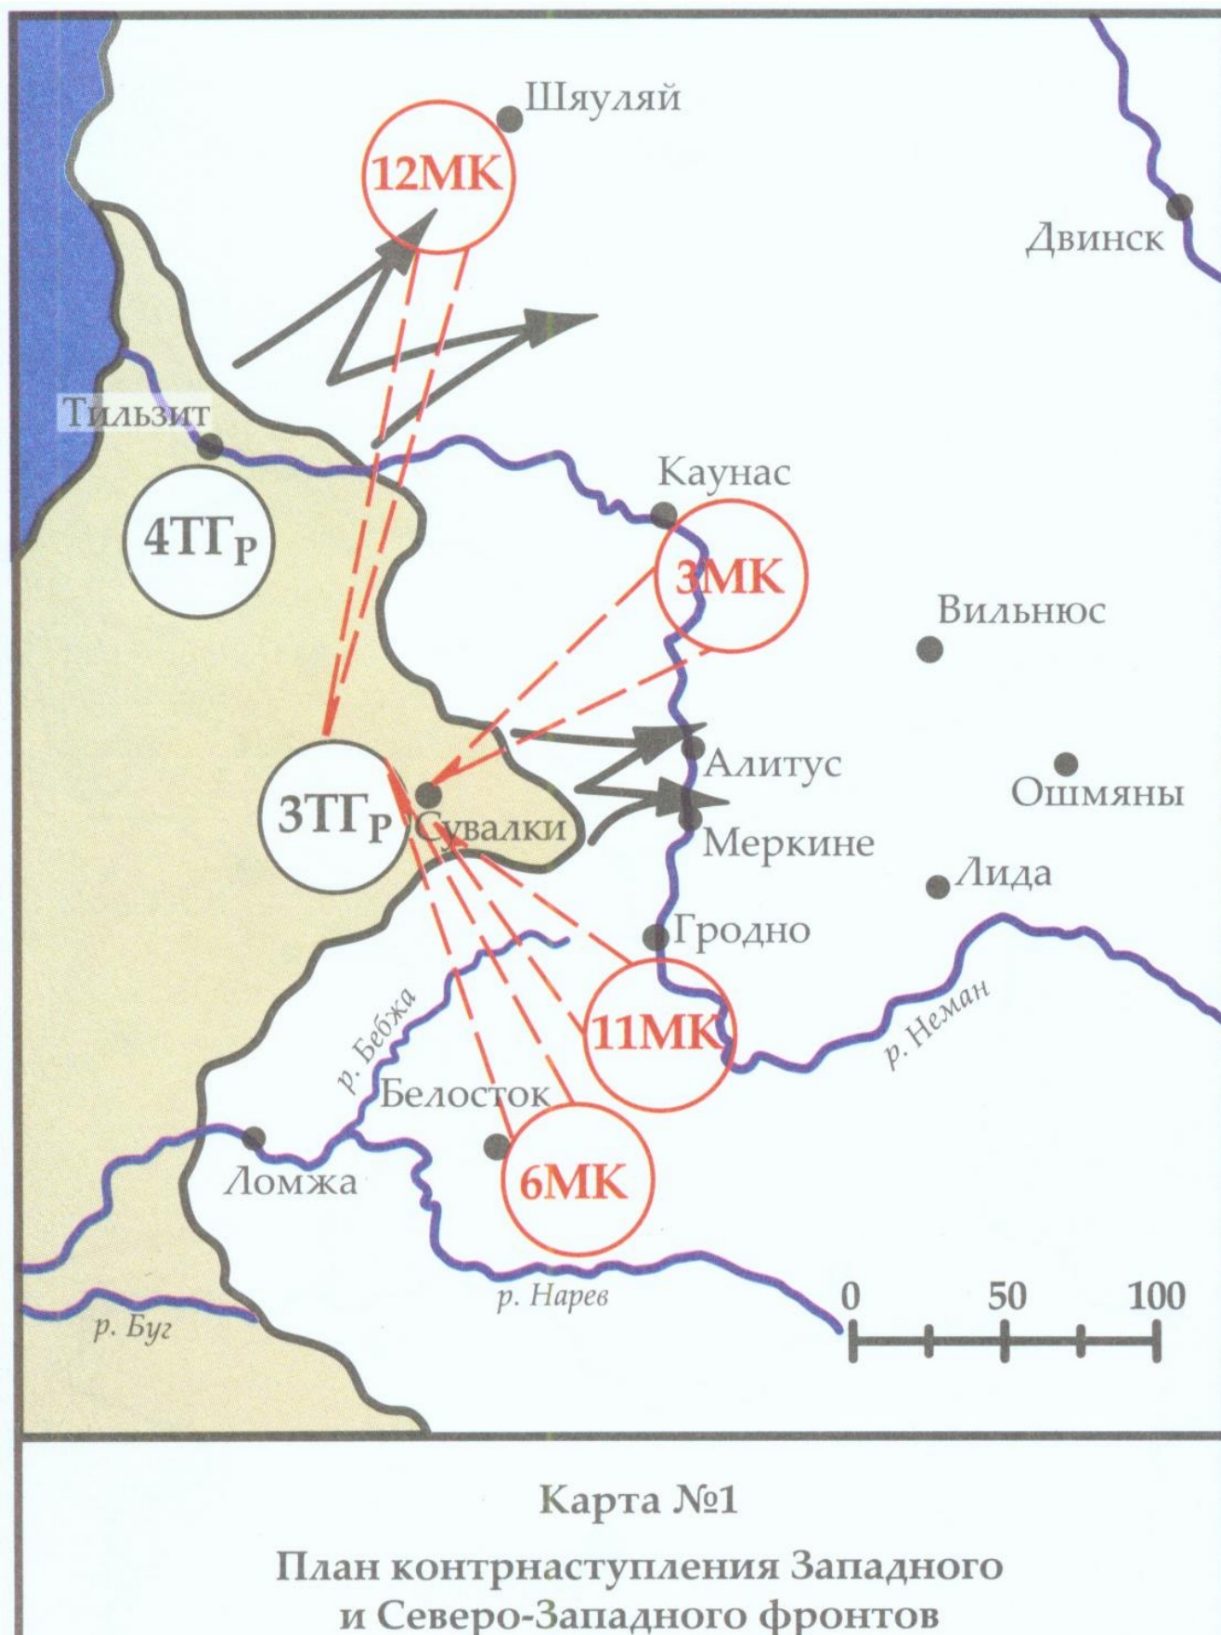 Шяуляй
12МК
Двинск
Тильзит
Каунас
4ТГР
3МК
Вильнюс
Алитус
Ошмяны
3ТГР
Сувалки
Меркине
Лида
Гродно
р. Неман
11МК
р. Бебжа
Белосток
Ломжа
6МК
р. Нарев
0 50 100
р. Буг
Карта №1
План контрнаступления Западного
и Северо-Западного фронтов